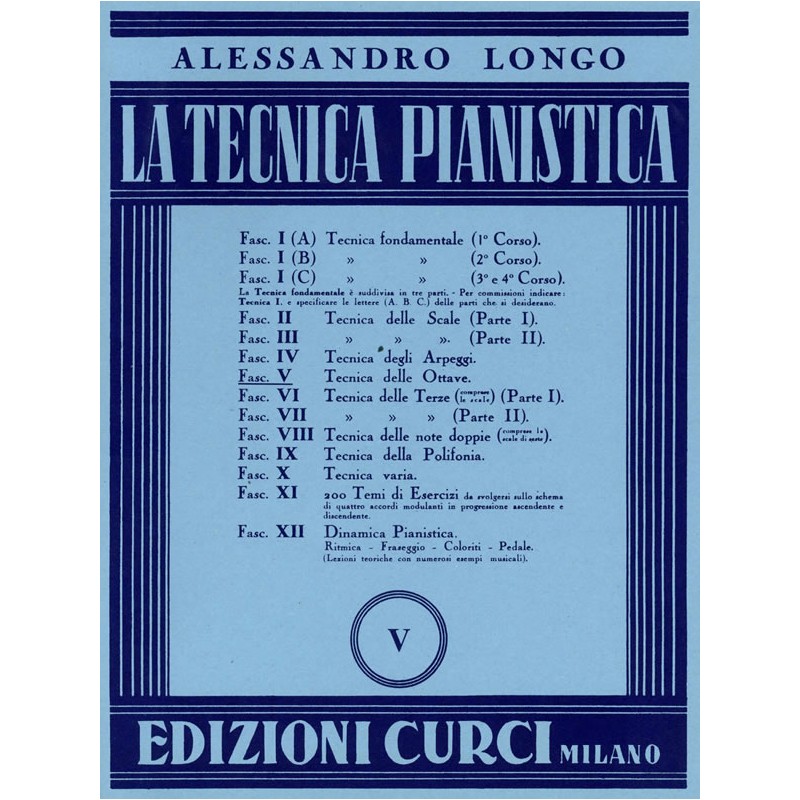 ALESSANDRO LONGO
LA TECNICA PIANISTICA
Fasc. I (A) Tecnica fondamentale (1º Corso).
Fasc. I (B) » » (2º Corso).
Fasc. I (C) » » (3º e 4º Corso).
La Tecnica fondamentale è suddivisa in tre parti. - Per commissioni indicare:
Tecnica I. e specificare le lettere (A. B. C.) delle parti che si desiderano.
Fasc. II Tecnica delle Scale (Parte I).
Fasc. III » » ». (Parte II).
Fasc. IV Tecnica degli Arpeggi.
Fasc. V Tecnica delle Ottave.
Fasc. VI Tecnica delle Terze (comprese le scale) (Parte I).
Fasc. VII » » » (Parte II).
Fasc. VIII Tecnica delle note doppie (comprese la scale di seste).
Fasc. IX Tecnica della Polifonia.
Fasc. X Tecnica varia.
Fasc. XI 200 Temi di Esercizi da svolgersi sullo schema
di quattro accordi modulanti in progressione ascendente e
discendente.
Fasc. XII Dinamica Pianistica.
Ritmica - Fraseggio - Coloriti - Pedale.
(Lezioni teoriche con numerosi esempi musicali).
V
EDIZIONI CURCI MILANO